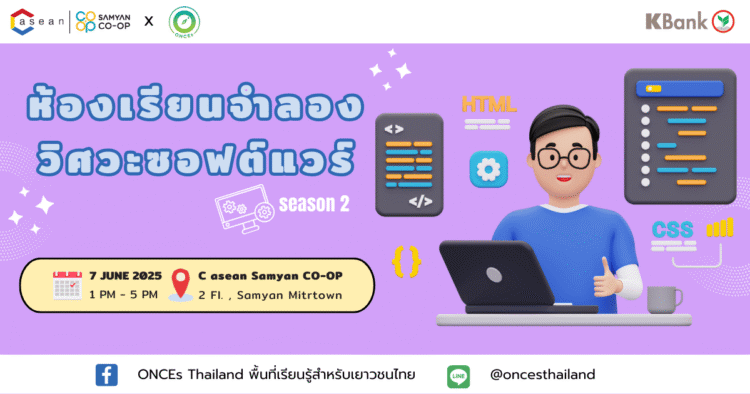 C asean
CO OP
SAMYAN
CO-OP
X
ONCEs
KBank
ห้องเรียนจำลอง
วิศวะซอฟต์แวร์
season 2
7 JUNE 2025
1 PM - 5 PM
C asean Samyan CO-OP
2 Fl. , Samyan Mitrtown
HTML
<>
</>
{}
CSS
ONCEs Thailand พื้นที่เรียนรู้สำหรับเยาวชนไทย
LINE
@oncesthailand